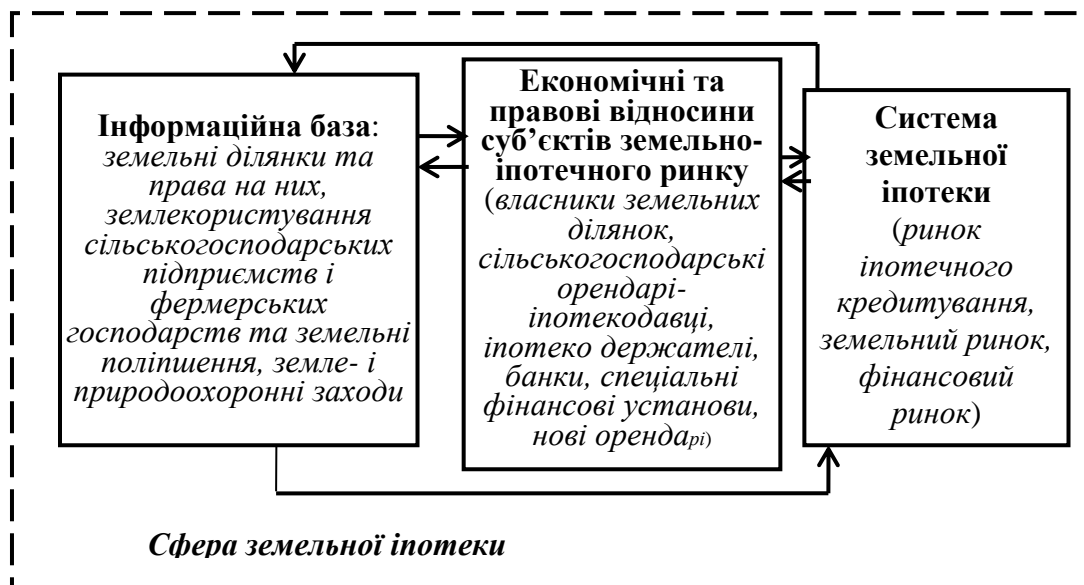 Інформаційна база:
земельні ділянки та
права на них,
землекористування
сільськогосподарських
підприємств і
фермерських
господарств та земельні
поліпшення, земле- і
природоохоронні заходи
Економічні та
правові відносини
суб’єктів земельно-
іпотечного ринку
(власники земельних
ділянок,
сільськогосподарські
орендарі-
іпотекодавці,
іпотеко держателі,
банки, спеціальні
фінансові установи,
нові орендарі)
Система
земельної
іпотеки
(ринок
іпотечного
кредитування,
земельний ринок,
фінансовий
ринок)
Сфера земельної іпотеки